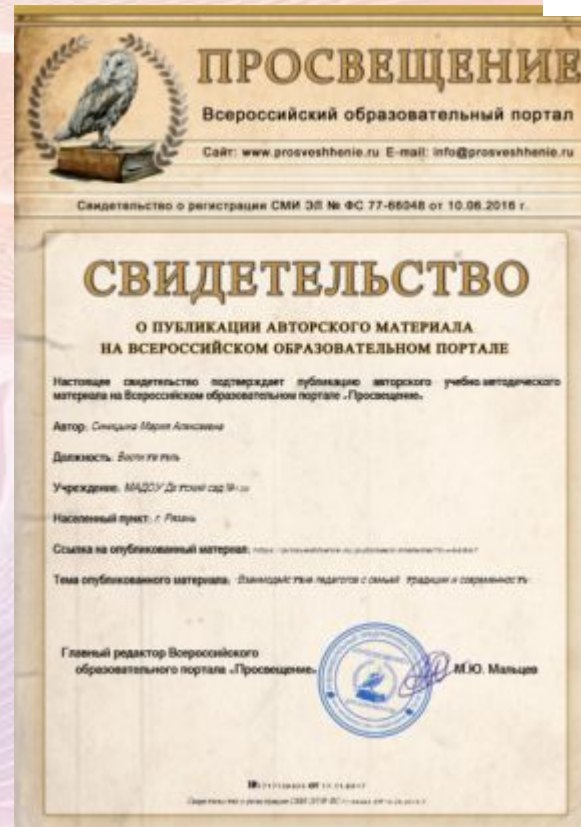 ПРОСВЕЩЕНИЕ
Всероссийский образовательный портал
Сайт: www.prosveshhenie.ru E-mail: info@prosveshhenie.ru
Свидетельство о регистрации СМИ ЭЛ № ФС 77-66048 от 10.06.2016 г.
СВИДЕТЕЛЬСТВО
О ПУБЛИКАЦИИ АВТОРСКОГО МАТЕРИАЛА
НА ВСЕРОССИЙСКОМ ОБРАЗОВАТЕЛЬНОМ ПОРТАЛЕ
Настоящее свидетельство подтверждает публикацию авторского учебно-методического
материала на Всероссийском образовательном портале «Просвещение»
Автор: Синицына Мария Алексеевна
Должность: Воспитатель
Учреждение: МАДОУ Детский сад
Населенный пункт: г. Рязань
Ссылка на опубликованный материал:
Тема опубликованного материала: Взаимодействие педагогов с семьей традиции и современность
Главный редактор Всероссийского
образовательного портала «Просвещение»
М.Ю. Мальцев